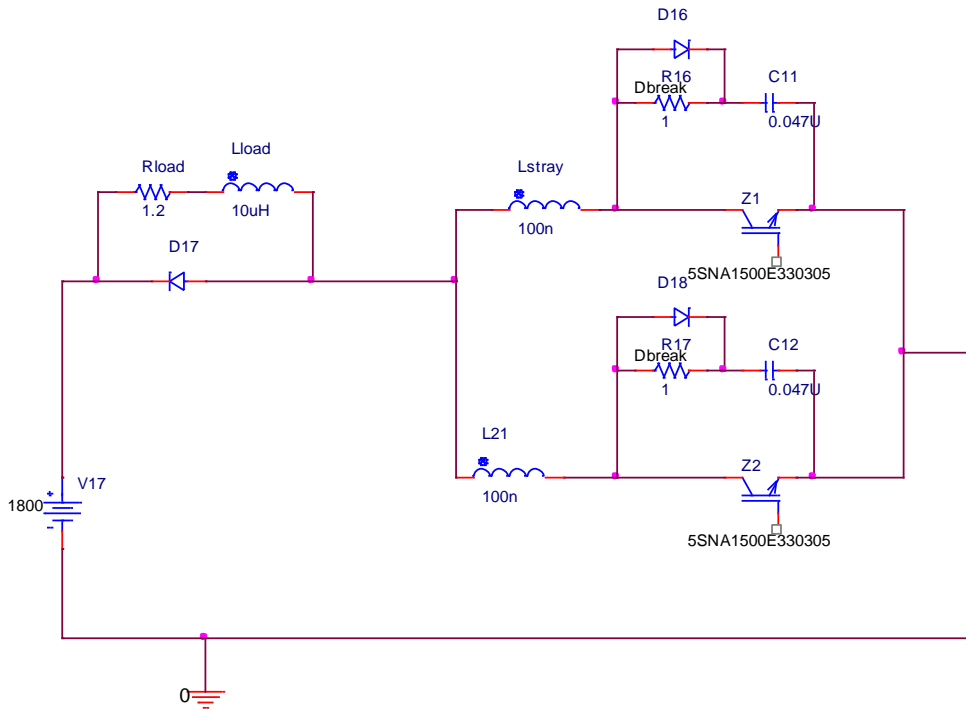 D16
R16
Dbreak
1
C11
0.047U
Rload
1.2
Lload
10uH
Lstray
100n
Z1
5SNA1500E330305
D17
D18
R17
Dbreak
1
C12
0.047U
L21
100n
Z2
5SNA1500E330305
V17
1800
+
-
0